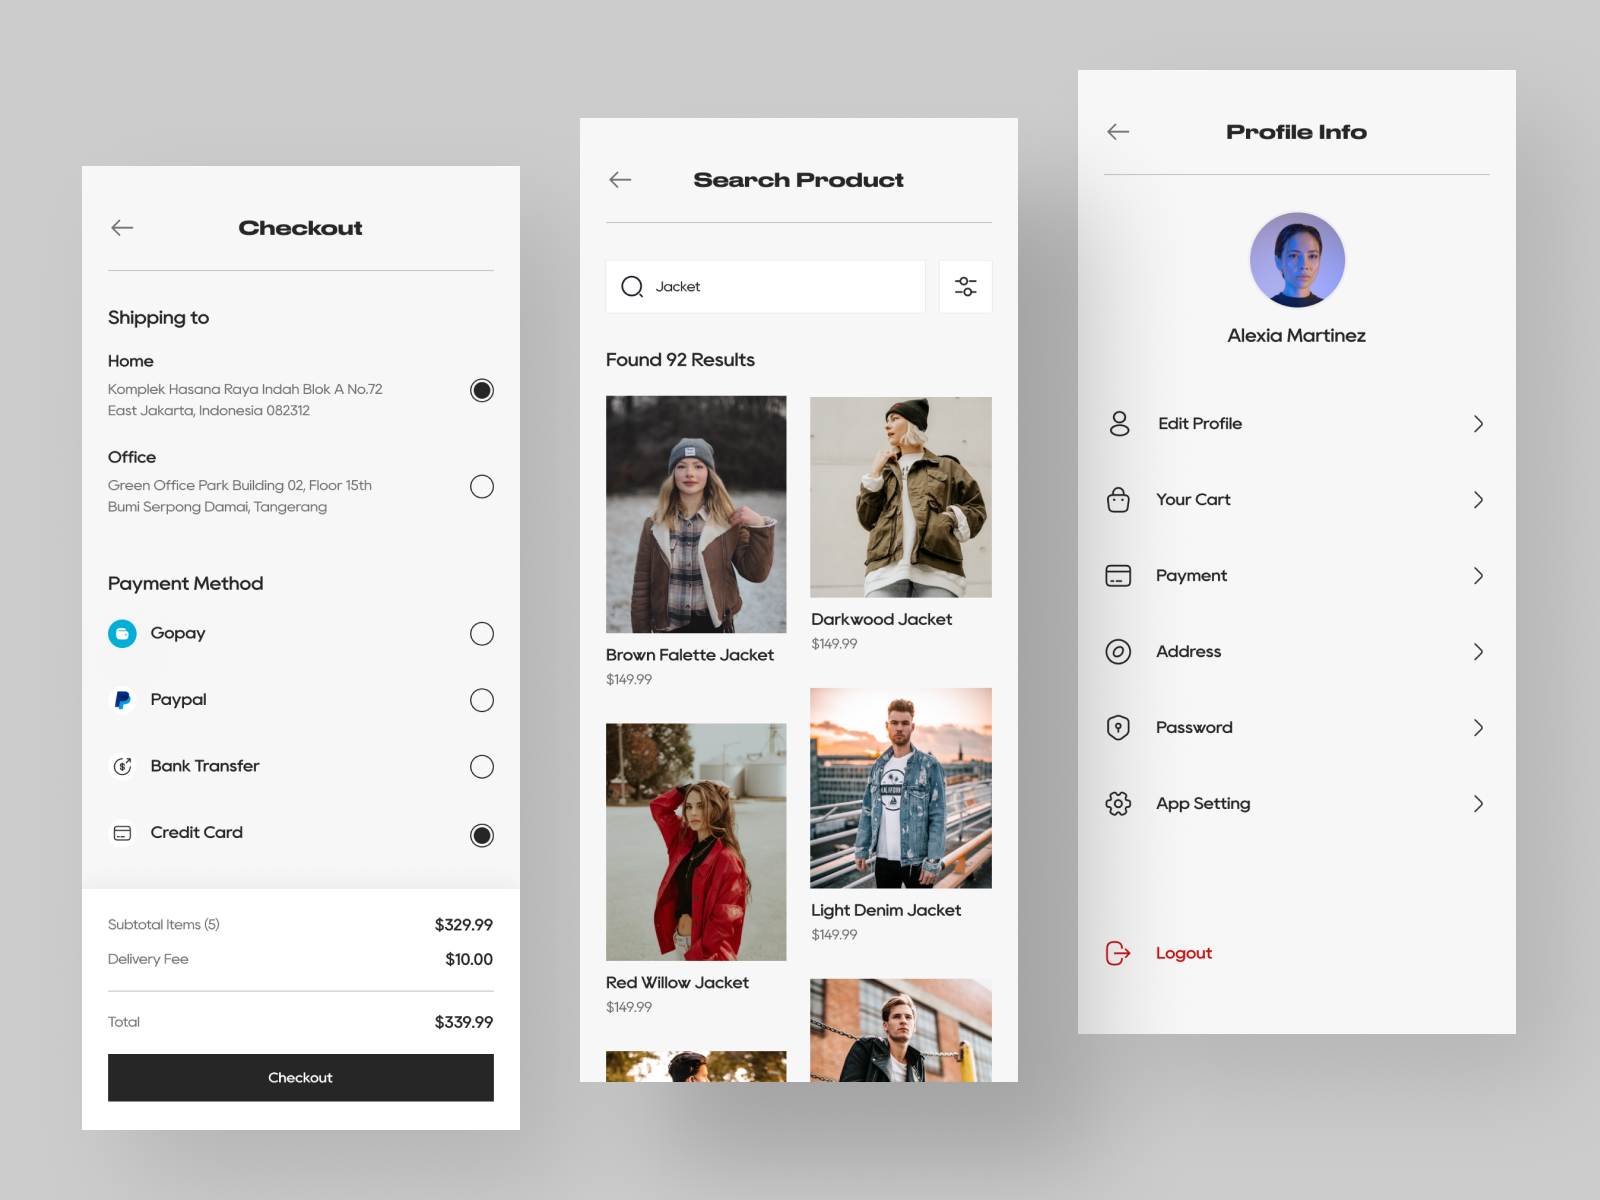 Checkout
Shipping to
Home
Komplek Hasana Raya Indah Blok A No.72
East Jakarta, Indonesia 082312
Office
Green Office Park Building 02, Floor 15th
Bumi Serpong Damai, Tangerang
Payment Method
Gopay
Paypal
Bank Transfer
Credit Card
Subtotal Items (5) $329.99
Delivery Fee $10.00
Total $339.99
Checkout
Search Product
Jacket
Found 92 Results
Brown Falette Jacket
$149.99
Darkwood Jacket
$149.99
Red Willow Jacket
$149.99
Light Denim Jacket
$149.99
Profile Info
Alexia Martinez
Edit Profile
Your Cart
Payment
Address
Password
App Setting
Logout